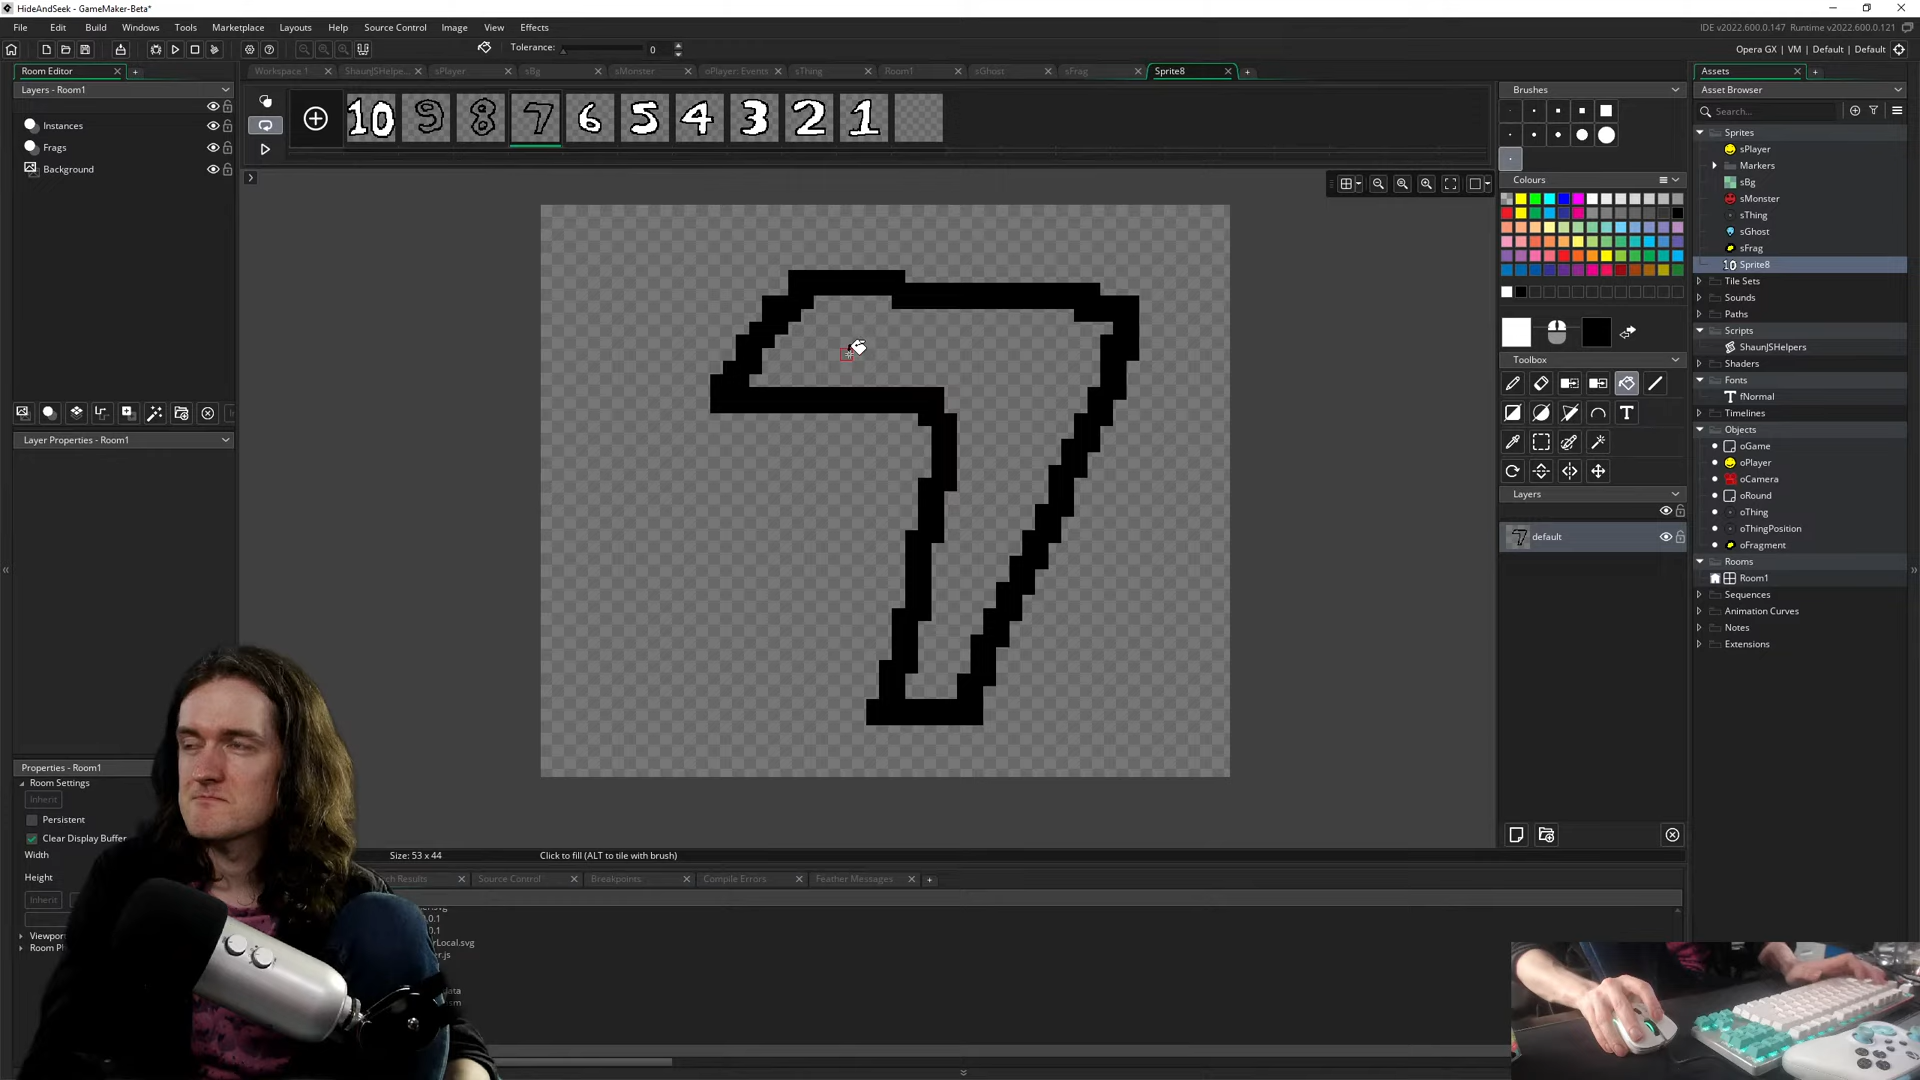 HideAndSeek - GameMaker-Beta*
File Edit Build Windows Tools Marketplace Layouts Help Source Control Image View Effects
IDE v2022.600.0.147 Runtime v2022.600.0.121
Tolerance: 0
Opera GX | VM | Default | Default
Room Editor
Workspace 1 ShaunJSHelpe... sPlayer sBg sMonster oPlayer: Events sThing Room1 sGhost sFrag Sprite8
Assets
Layers - Room1
Brushes
Asset Browser
Search...
10 9 8 7 6 5 4 3 2 1
Instances
Frags
Background
Sprites
sPlayer
Markers
sBg
sMonster
sThing
sGhost
sFrag
10 Sprite8
Tile Sets
Sounds
Paths
Scripts
ShaunJSHelpers
Shaders
Fonts
T fNormal
Timelines
Objects
oGame
oPlayer
oCamera
oRound
oThing
oThingPosition
oFragment
Rooms
Room1
Sequences
Animation Curves
Notes
Extensions
Colours
Toolbox
T
Layers
7 default
7
Layer Properties - Room1
Properties - Room1
Room Settings
Inherit
Persistent
Clear Display Buffer
Width
Height
Inherit
Size: 53 x 44
Click to fill (ALT to tile with brush)
Results Source Control Breakpoints Compile Errors Feather Messages